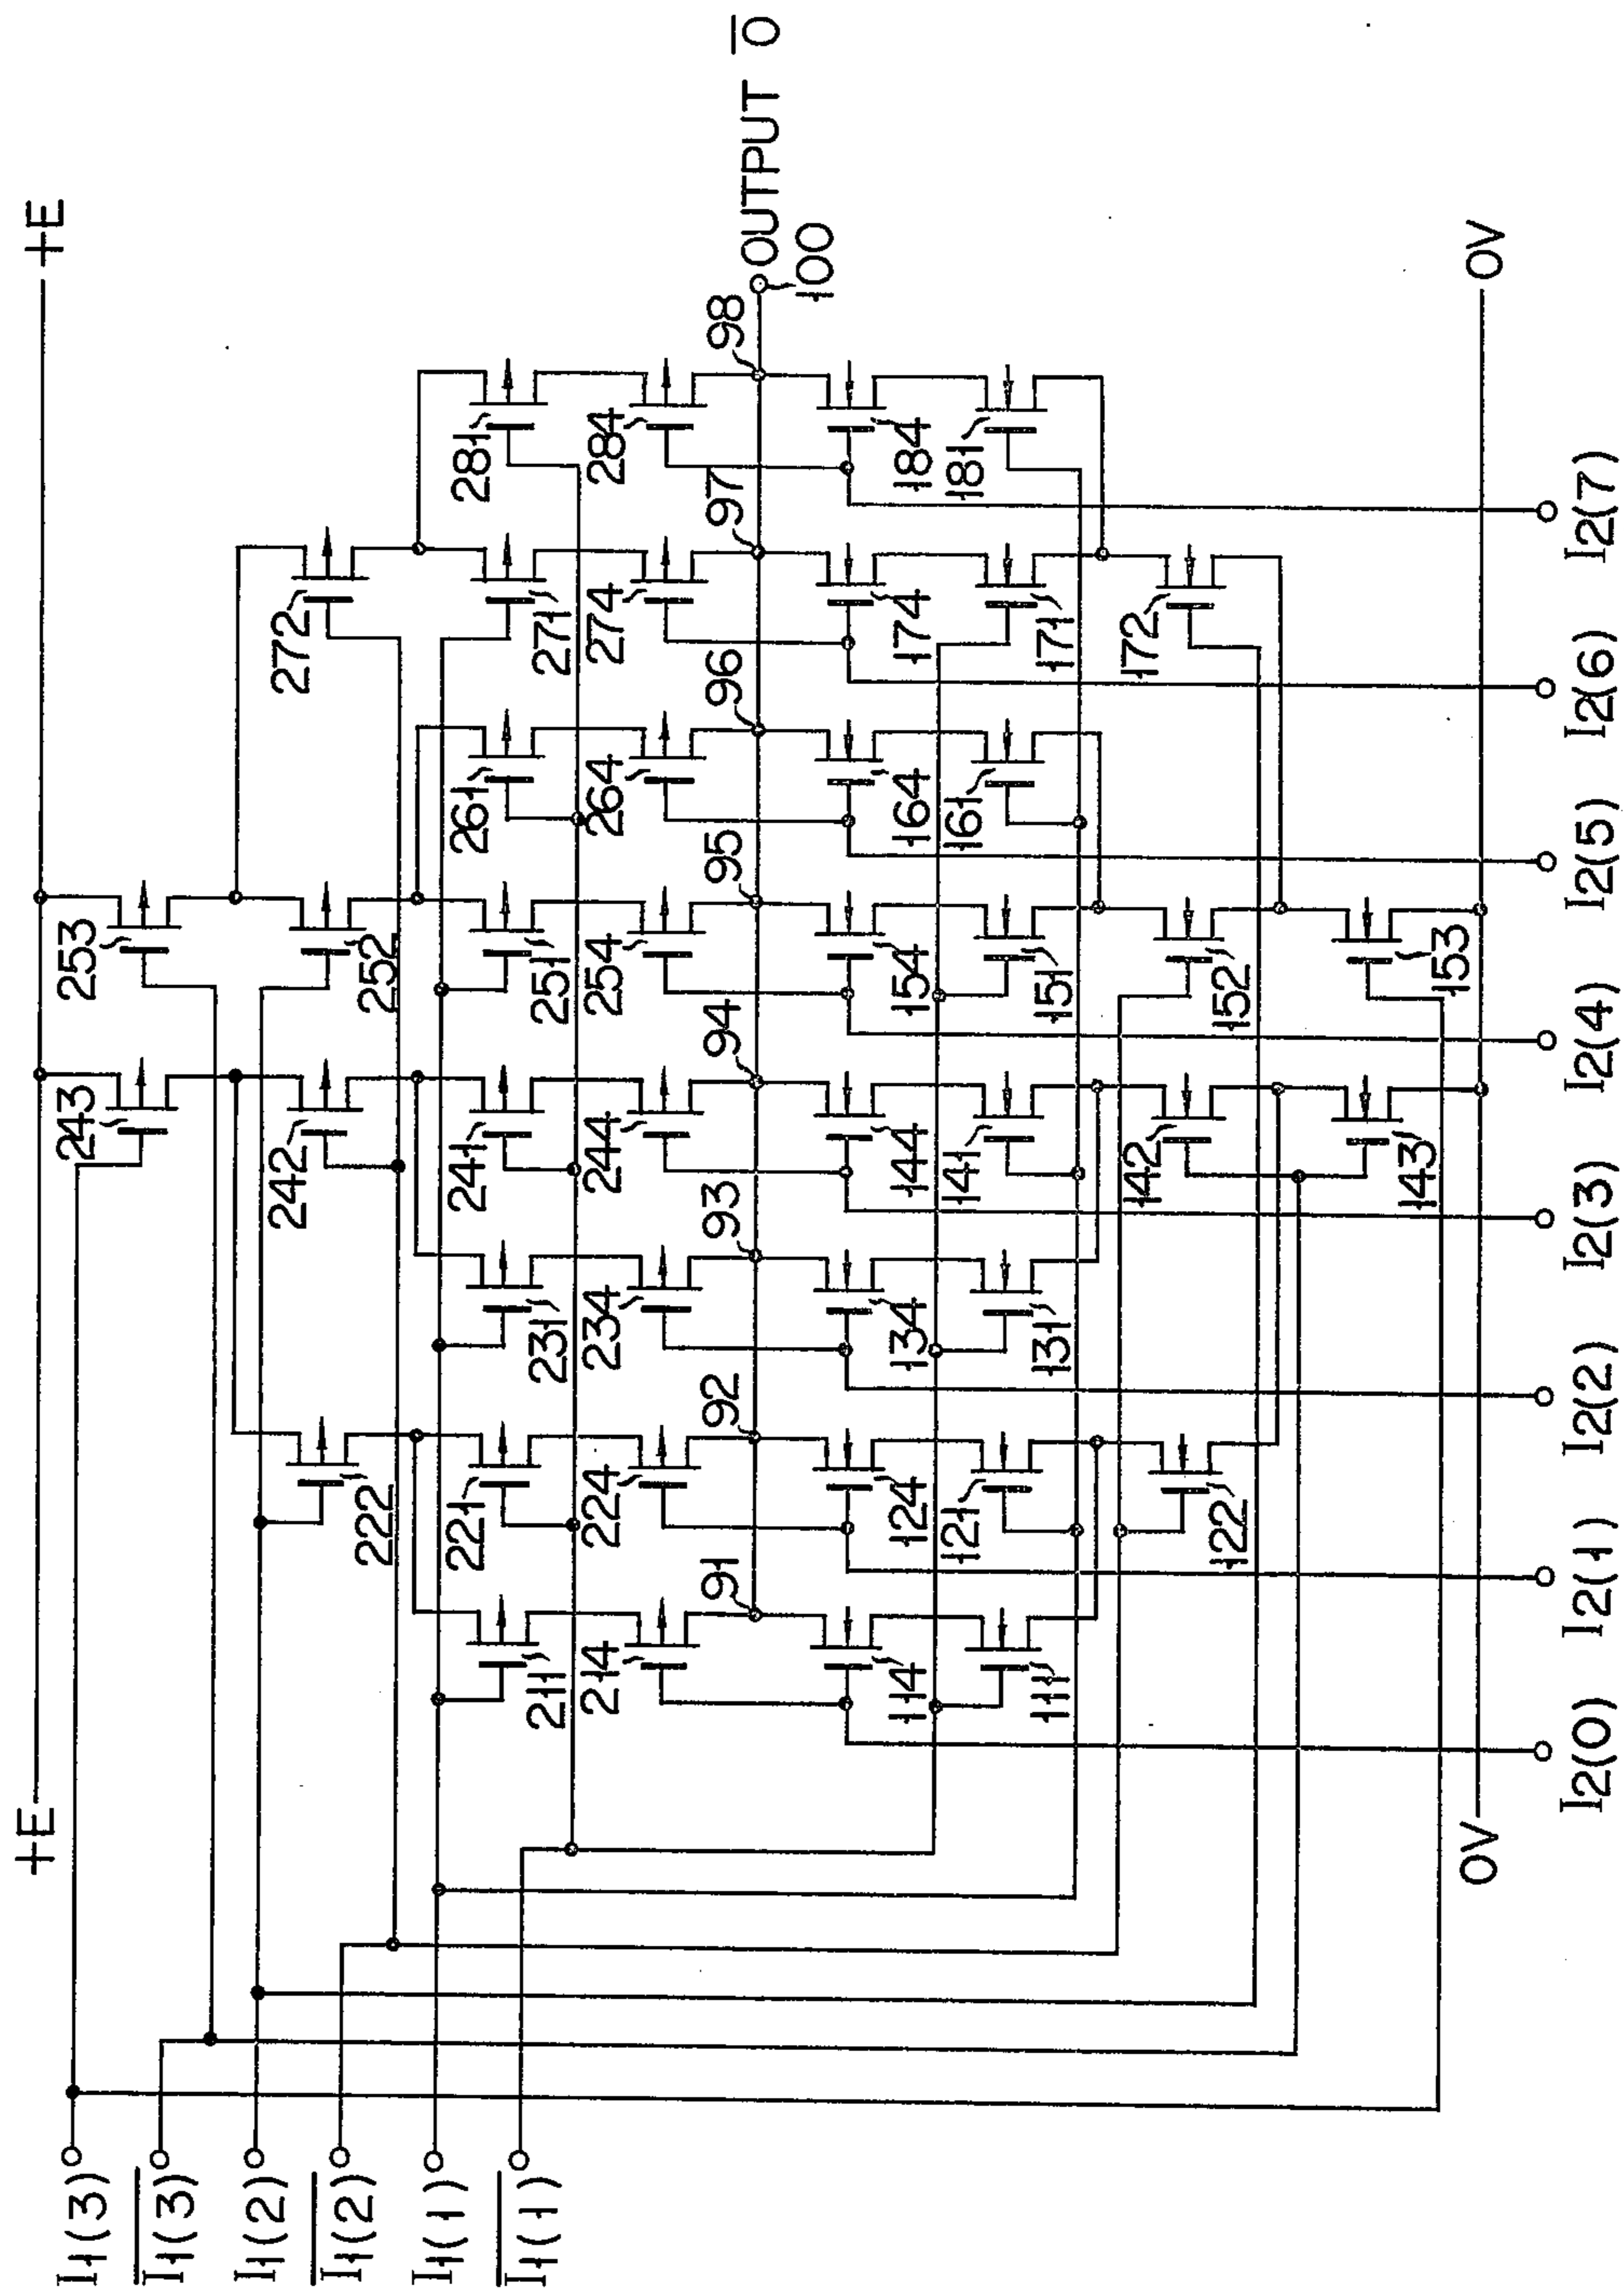 +E
+E
I1(3)
I1(3)
I1(2)
I1(2)
I1(1)
I1(1)
243
253
242
252
272
222
211
221
231
241
251
261
271
281
214
224
234
244
254
264
274
284
91
92
93
94
95
96
97
98
OUTPUT O
100
114
124
134
144
154
164
174
184
111
121
131
141
151
161
171
181
122
142
152
172
143
153
0V
0V
I2(0)
I2(1)
I2(2)
I2(3)
I2(4)
I2(5)
I2(6)
I2(7)